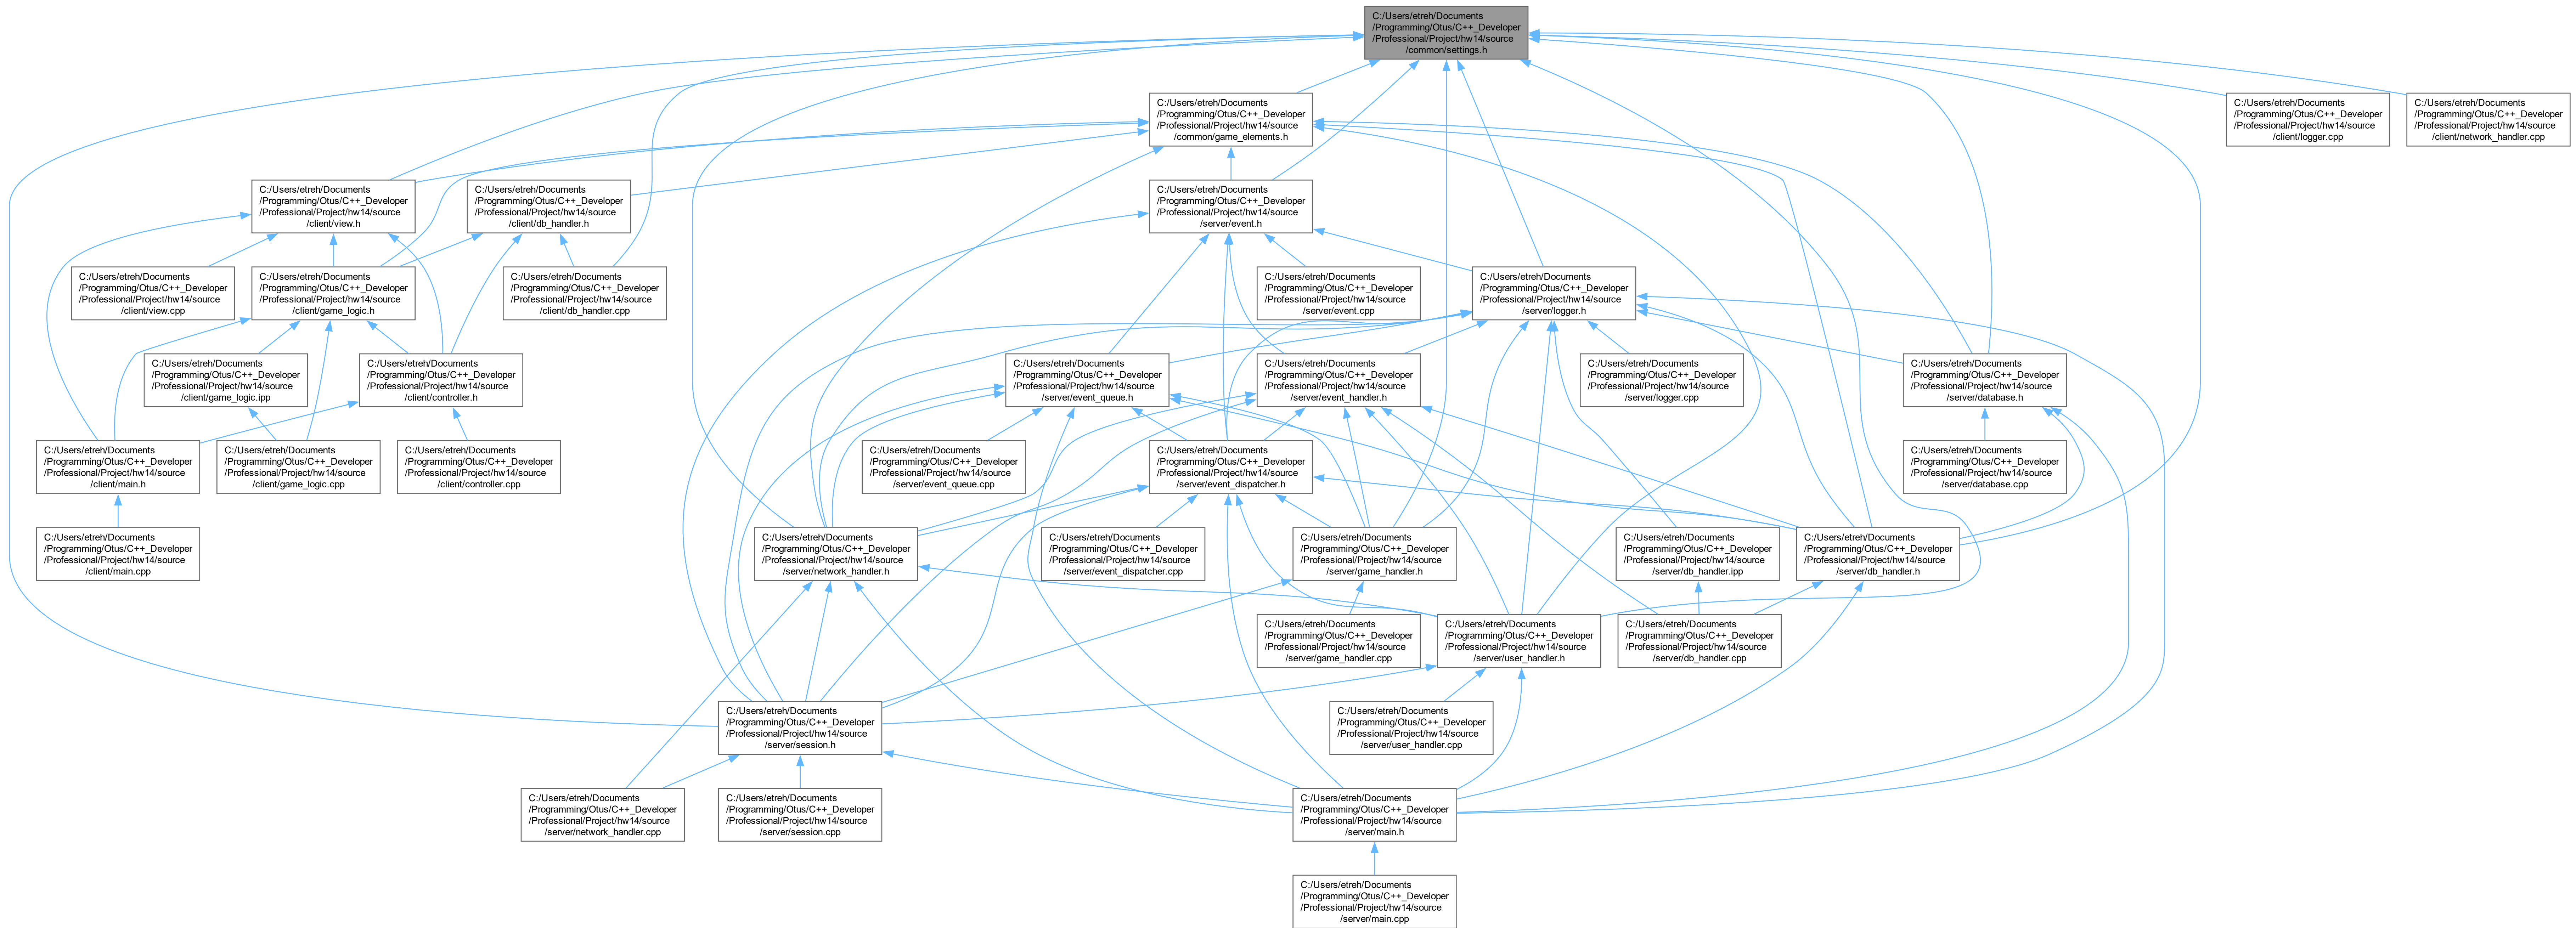 C:/Users/etreh/Documents
/Programming/Otus/C++_Developer
/Professional/Project/hw14/source
/common/settings.h
C:/Users/etreh/Documents
/Programming/Otus/C++_Developer
/Professional/Project/hw14/source
/common/game_elements.h
C:/Users/etreh/Documents
/Programming/Otus/C++_Developer
/Professional/Project/hw14/source
/client/logger.cpp
C:/Users/etreh/Documents
/Programming/Otus/C++_Developer
/Professional/Project/hw14/source
/client/network_handler.cpp
C:/Users/etreh/Documents
/Programming/Otus/C++_Developer
/Professional/Project/hw14/source
/client/view.h
C:/Users/etreh/Documents
/Programming/Otus/C++_Developer
/Professional/Project/hw14/source
/client/db_handler.h
C:/Users/etreh/Documents
/Programming/Otus/C++_Developer
/Professional/Project/hw14/source
/server/event.h
C:/Users/etreh/Documents
/Programming/Otus/C++_Developer
/Professional/Project/hw14/source
/client/view.cpp
C:/Users/etreh/Documents
/Programming/Otus/C++_Developer
/Professional/Project/hw14/source
/client/game_logic.h
C:/Users/etreh/Documents
/Programming/Otus/C++_Developer
/Professional/Project/hw14/source
/client/db_handler.cpp
C:/Users/etreh/Documents
/Programming/Otus/C++_Developer
/Professional/Project/hw14/source
/server/event.cpp
C:/Users/etreh/Documents
/Programming/Otus/C++_Developer
/Professional/Project/hw14/source
/server/logger.h
C:/Users/etreh/Documents
/Programming/Otus/C++_Developer
/Professional/Project/hw14/source
/client/game_logic.ipp
C:/Users/etreh/Documents
/Programming/Otus/C++_Developer
/Professional/Project/hw14/source
/client/controller.h
C:/Users/etreh/Documents
/Programming/Otus/C++_Developer
/Professional/Project/hw14/source
/server/event_queue.h
C:/Users/etreh/Documents
/Programming/Otus/C++_Developer
/Professional/Project/hw14/source
/server/event_handler.h
C:/Users/etreh/Documents
/Programming/Otus/C++_Developer
/Professional/Project/hw14/source
/server/logger.cpp
C:/Users/etreh/Documents
/Programming/Otus/C++_Developer
/Professional/Project/hw14/source
/server/database.h
C:/Users/etreh/Documents
/Programming/Otus/C++_Developer
/Professional/Project/hw14/source
/client/main.h
C:/Users/etreh/Documents
/Programming/Otus/C++_Developer
/Professional/Project/hw14/source
/client/game_logic.cpp
C:/Users/etreh/Documents
/Programming/Otus/C++_Developer
/Professional/Project/hw14/source
/client/controller.cpp
C:/Users/etreh/Documents
/Programming/Otus/C++_Developer
/Professional/Project/hw14/source
/server/event_queue.cpp
C:/Users/etreh/Documents
/Programming/Otus/C++_Developer
/Professional/Project/hw14/source
/server/event_dispatcher.h
C:/Users/etreh/Documents
/Programming/Otus/C++_Developer
/Professional/Project/hw14/source
/server/database.cpp
C:/Users/etreh/Documents
/Programming/Otus/C++_Developer
/Professional/Project/hw14/source
/client/main.cpp
C:/Users/etreh/Documents
/Programming/Otus/C++_Developer
/Professional/Project/hw14/source
/server/network_handler.h
C:/Users/etreh/Documents
/Programming/Otus/C++_Developer
/Professional/Project/hw14/source
/server/event_dispatcher.cpp
C:/Users/etreh/Documents
/Programming/Otus/C++_Developer
/Professional/Project/hw14/source
/server/game_handler.h
C:/Users/etreh/Documents
/Programming/Otus/C++_Developer
/Professional/Project/hw14/source
/server/db_handler.ipp
C:/Users/etreh/Documents
/Programming/Otus/C++_Developer
/Professional/Project/hw14/source
/server/db_handler.h
C:/Users/etreh/Documents
/Programming/Otus/C++_Developer
/Professional/Project/hw14/source
/server/game_handler.cpp
C:/Users/etreh/Documents
/Programming/Otus/C++_Developer
/Professional/Project/hw14/source
/server/user_handler.h
C:/Users/etreh/Documents
/Programming/Otus/C++_Developer
/Professional/Project/hw14/source
/server/db_handler.cpp
C:/Users/etreh/Documents
/Programming/Otus/C++_Developer
/Professional/Project/hw14/source
/server/session.h
C:/Users/etreh/Documents
/Programming/Otus/C++_Developer
/Professional/Project/hw14/source
/server/user_handler.cpp
C:/Users/etreh/Documents
/Programming/Otus/C++_Developer
/Professional/Project/hw14/source
/server/network_handler.cpp
C:/Users/etreh/Documents
/Programming/Otus/C++_Developer
/Professional/Project/hw14/source
/server/session.cpp
C:/Users/etreh/Documents
/Programming/Otus/C++_Developer
/Professional/Project/hw14/source
/server/main.h
C:/Users/etreh/Documents
/Programming/Otus/C++_Developer
/Professional/Project/hw14/source
/server/main.cpp